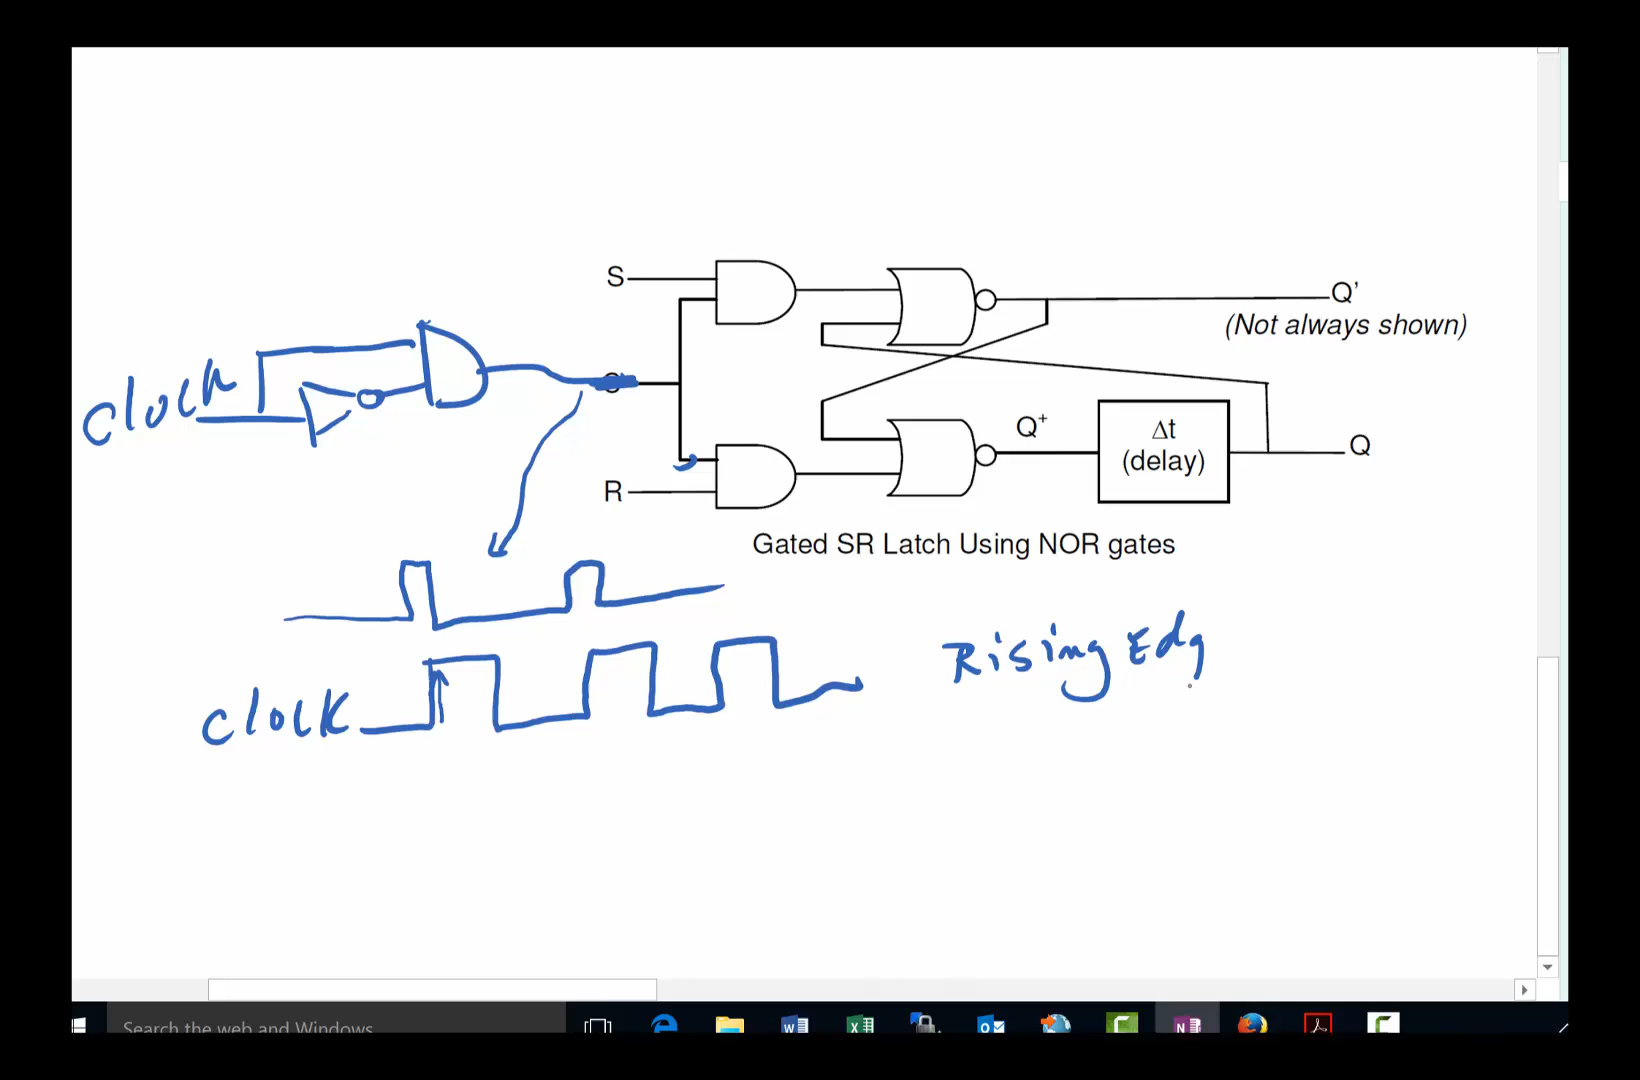 S
Q’
(Not always shown)
clock
Q⁺
Δt
(delay)
Q
R
Gated SR Latch Using NOR gates
Rising Edg
clock
Search the web and Windows